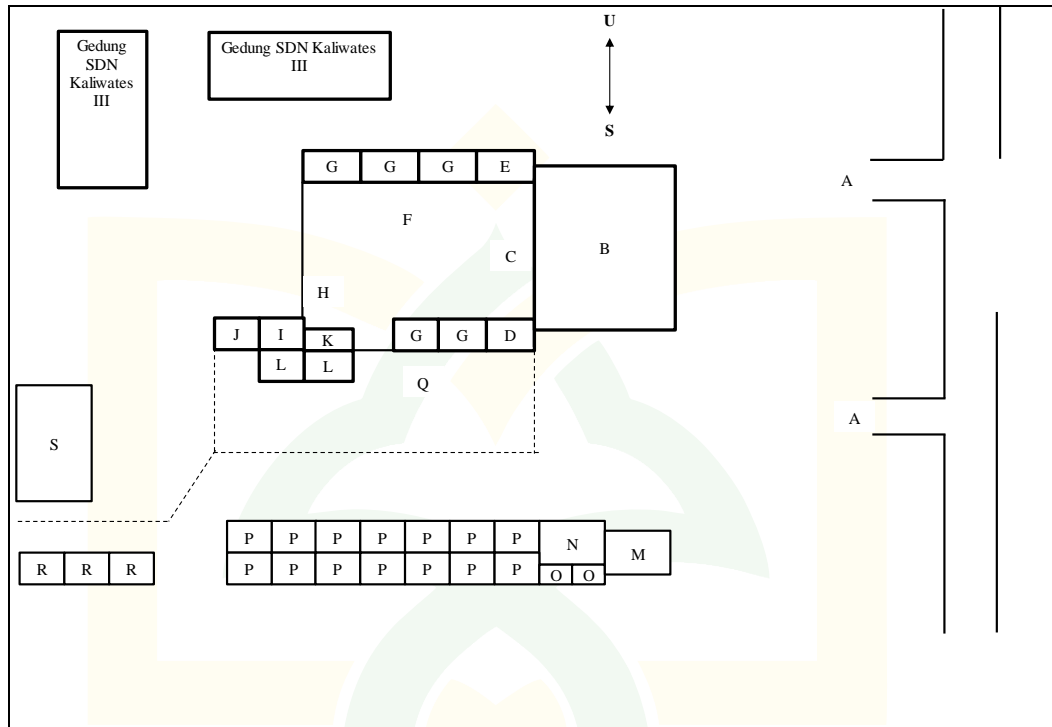 Gedung
SDN
Kaliwates
III
Gedung SDN Kaliwates
III
U
S
G G G E
A
F
B
C
H
J I K G G D
L L
Q
A
S
P P P P P P P N
M
R R R
P P P P P P P O O